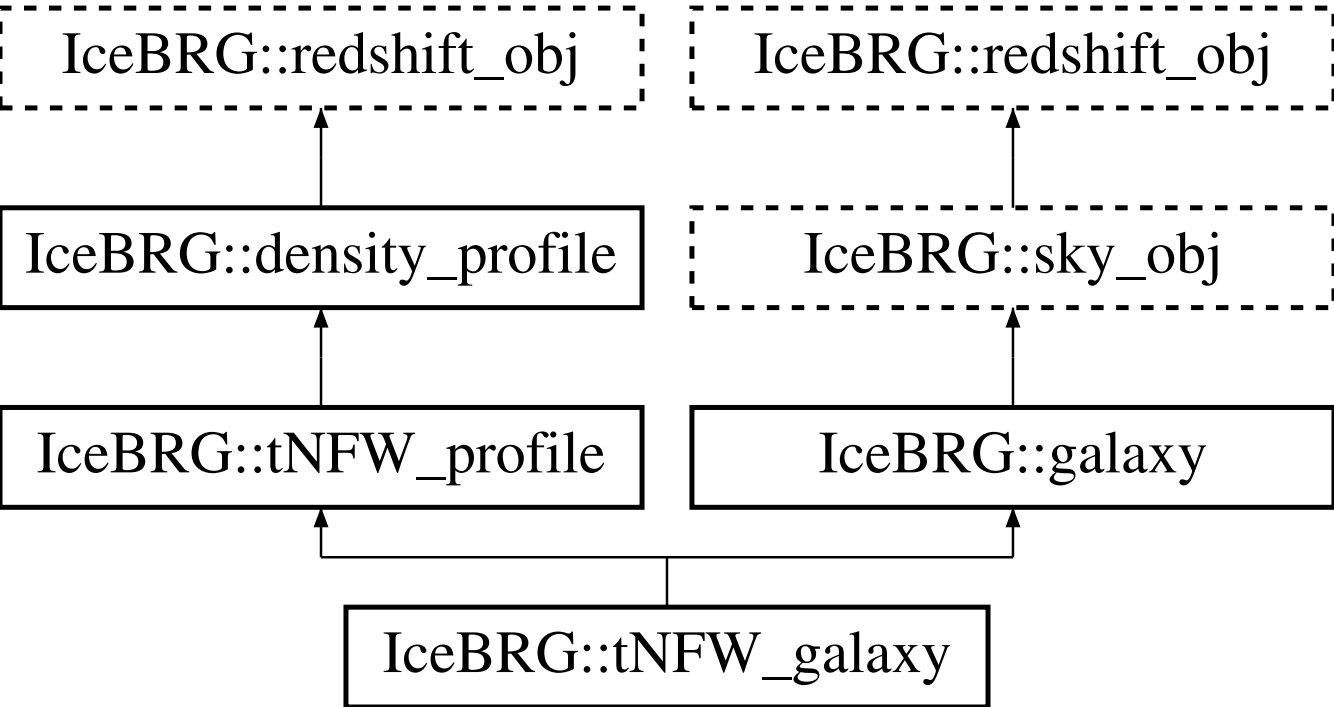 IceBRG::redshift_obj
IceBRG::redshift_obj
IceBRG::density_profile
IceBRG::sky_obj
IceBRG::tNFW_profile
IceBRG::galaxy
IceBRG::tNFW_galaxy